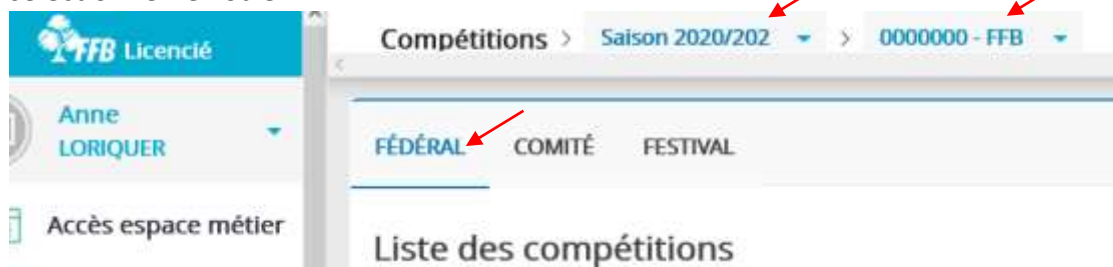 FFB Licencié
Compétitions > Saison 2020/202 > 0000000 - FFB
Anne
LORIQUER
FÉDÉRAL COMITÉ FESTIVAL
Accès espace métier
Liste des compétitions